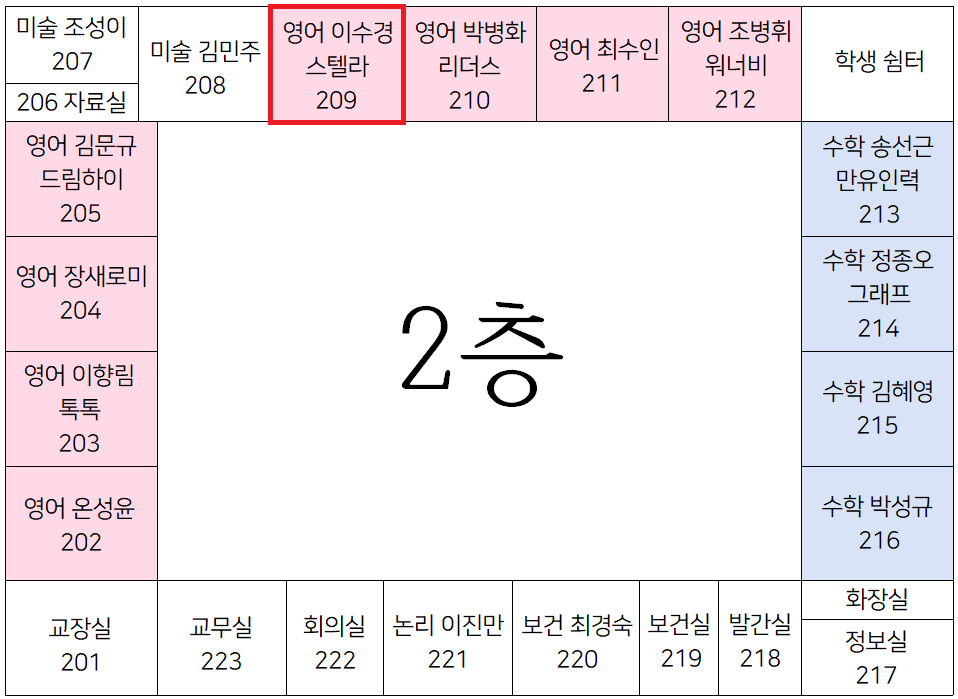 미술 조성이
207
206 자료실
미술 김민주
208
영어 이수경
스텔라
209
영어 박병화
리더스
210
영어 최수인
211
영어 조병휘
워너비
212
학생 쉼터
영어 김문규
드림하이
205
영어 장새로미
204
영어 이향림
톡톡
203
영어 온성윤
202
2층
수학 송선근
만유인력
213
수학 정종오
그래프
214
수학 김혜영
215
수학 박성규
216
교장실
201
교무실
223
회의실
222
논리 이진만
221
보건 최경숙
220
보건실
219
발간실
218
화장실
정보실
217